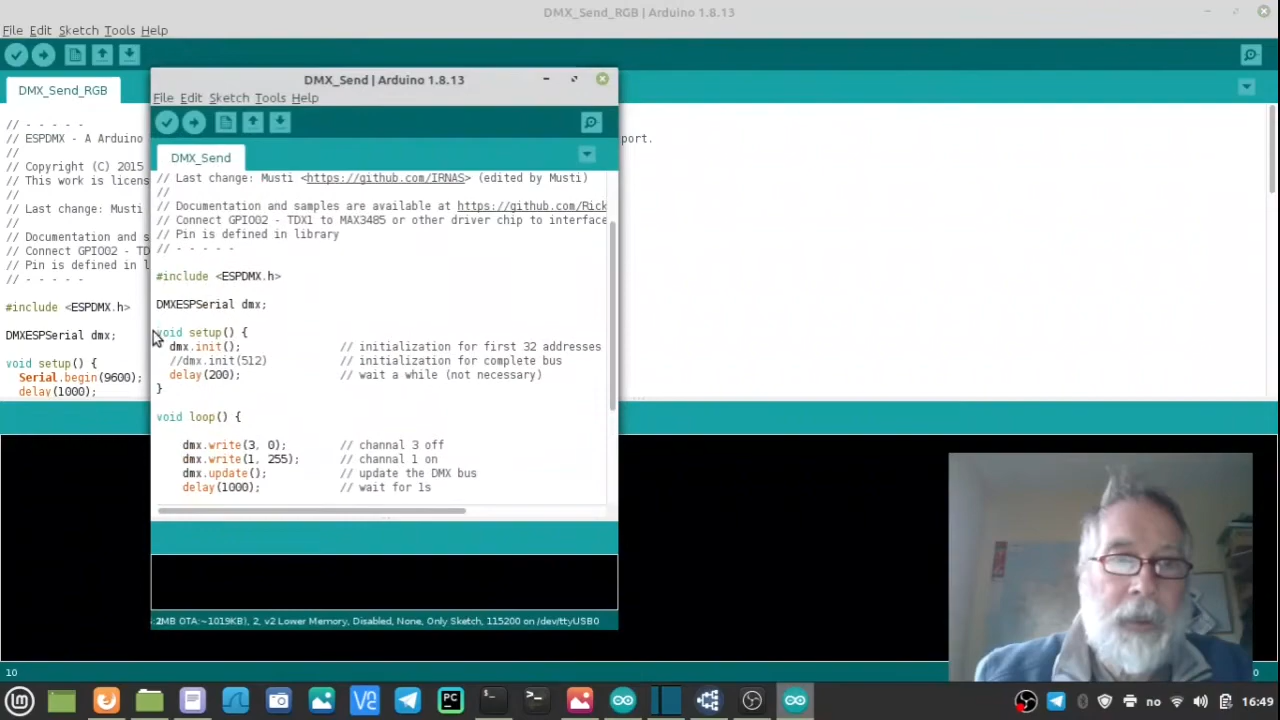 DMX_Send_RGB | Arduino 1.8.13
File Edit Sketch Tools Help
DMX_Send_RGB
// - - - - -
// ESPDMX - A Arduino
port.
//
// Copyright (C) 2015
// This work is licens
//
// Last change: Musti
//
// Documentation and s
// Connect GPIO02 - TD
// Pin is defined in l
// - - - - -
#include <ESPDMX.h>
DMXESPSerial dmx;
void setup() {
Serial.begin(9600);
delay(1000);
DMX_Send | Arduino 1.8.13
File Edit Sketch Tools Help
DMX_Send
// Last change: Musti <https://github.com/IRNAS> (edited by Musti)
//
// Documentation and samples are available at https://github.com/Rick
// Connect GPIO02 - TDX1 to MAX3485 or other driver chip to interface
// Pin is defined in library
// - - - - -
#include <ESPDMX.h>
DMXESPSerial dmx;
void setup() {
dmx.init(); // initialization for first 32 addresses
//dmx.init(512) // initialization for complete bus
delay(200); // wait a while (not necessary)
}
void loop() {
dmx.write(3, 0); // channal 3 off
dmx.write(1, 255); // channal 1 on
dmx.update(); // update the DMX bus
delay(1000); // wait for 1s
MB OTA:~1019KB), 2, v2 Lower Memory, Disabled, None, Only Sketch, 115200 on /dev/ttyUSB0
10
no
16:49